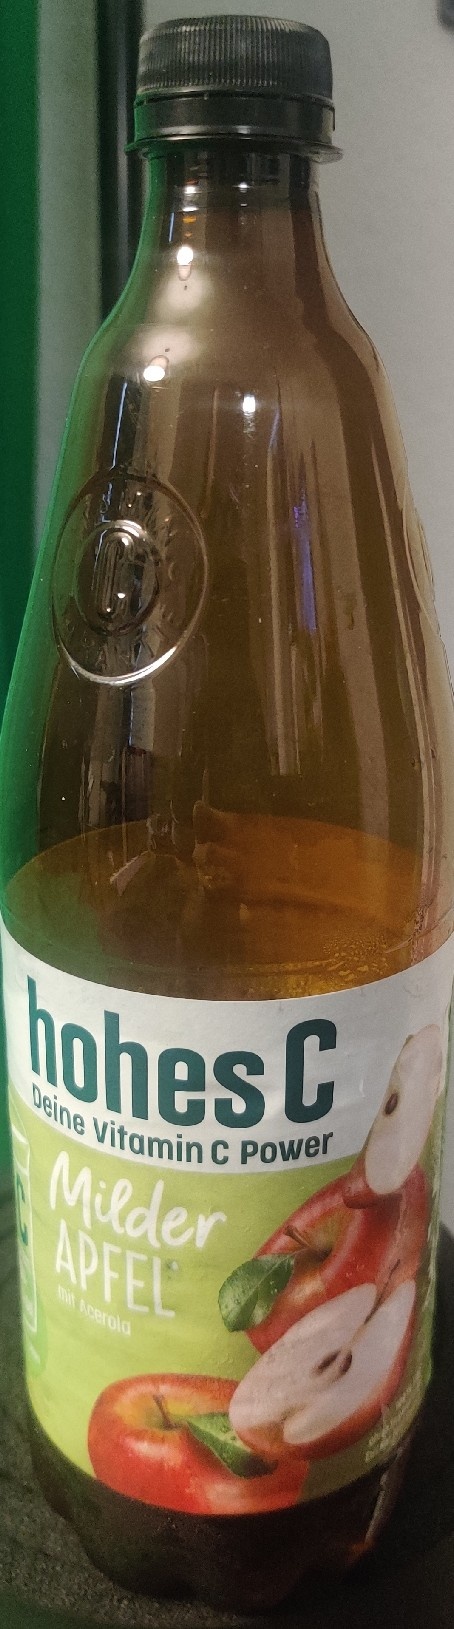 hohes C
Deine Vitamin C Power
Milder
APFEL*
mit Acerola